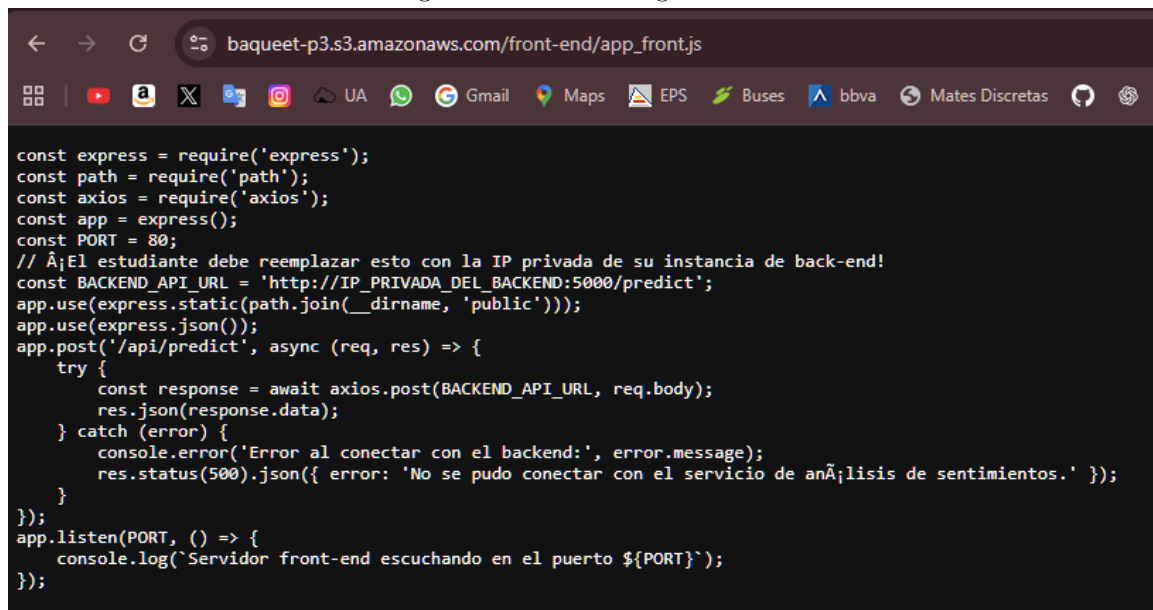 baqueet-p3.s3.amazonaws.com/front-end/app_front.js
UA Gmail Maps EPS Buses bbva Mates Discretas
const express = require('express');
const path = require('path');
const axios = require('axios');
const app = express();
const PORT = 80;
// Â¡El estudiante debe reemplazar esto con la IP privada de su instancia de back-end!
const BACKEND_API_URL = 'http://IP_PRIVADA_DEL_BACKEND:5000/predict';
app.use(express.static(path.join(__dirname, 'public')));
app.use(express.json());
app.post('/api/predict', async (req, res) => {
    try {
        const response = await axios.post(BACKEND_API_URL, req.body);
        res.json(response.data);
    } catch (error) {
        console.error('Error al conectar con el backend:', error.message);
        res.status(500).json({ error: 'No se pudo conectar con el servicio de anÃ¡lisis de sentimientos.' });
    }
});
app.listen(PORT, () => {
    console.log(`Servidor front-end escuchando en el puerto ${PORT}`);
});